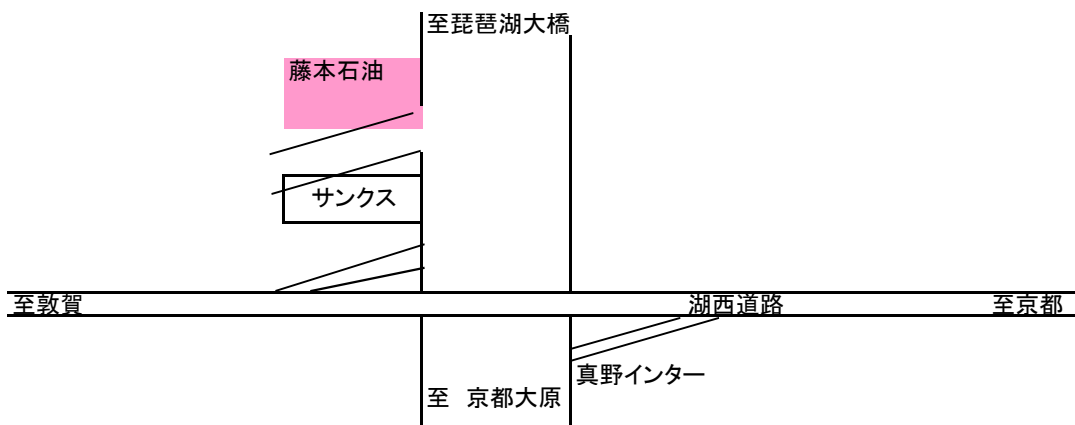 至琵琶湖大橋
藤本石油
サンクス
至敦賀
湖西道路
至京都
真野インター
至　京都大原